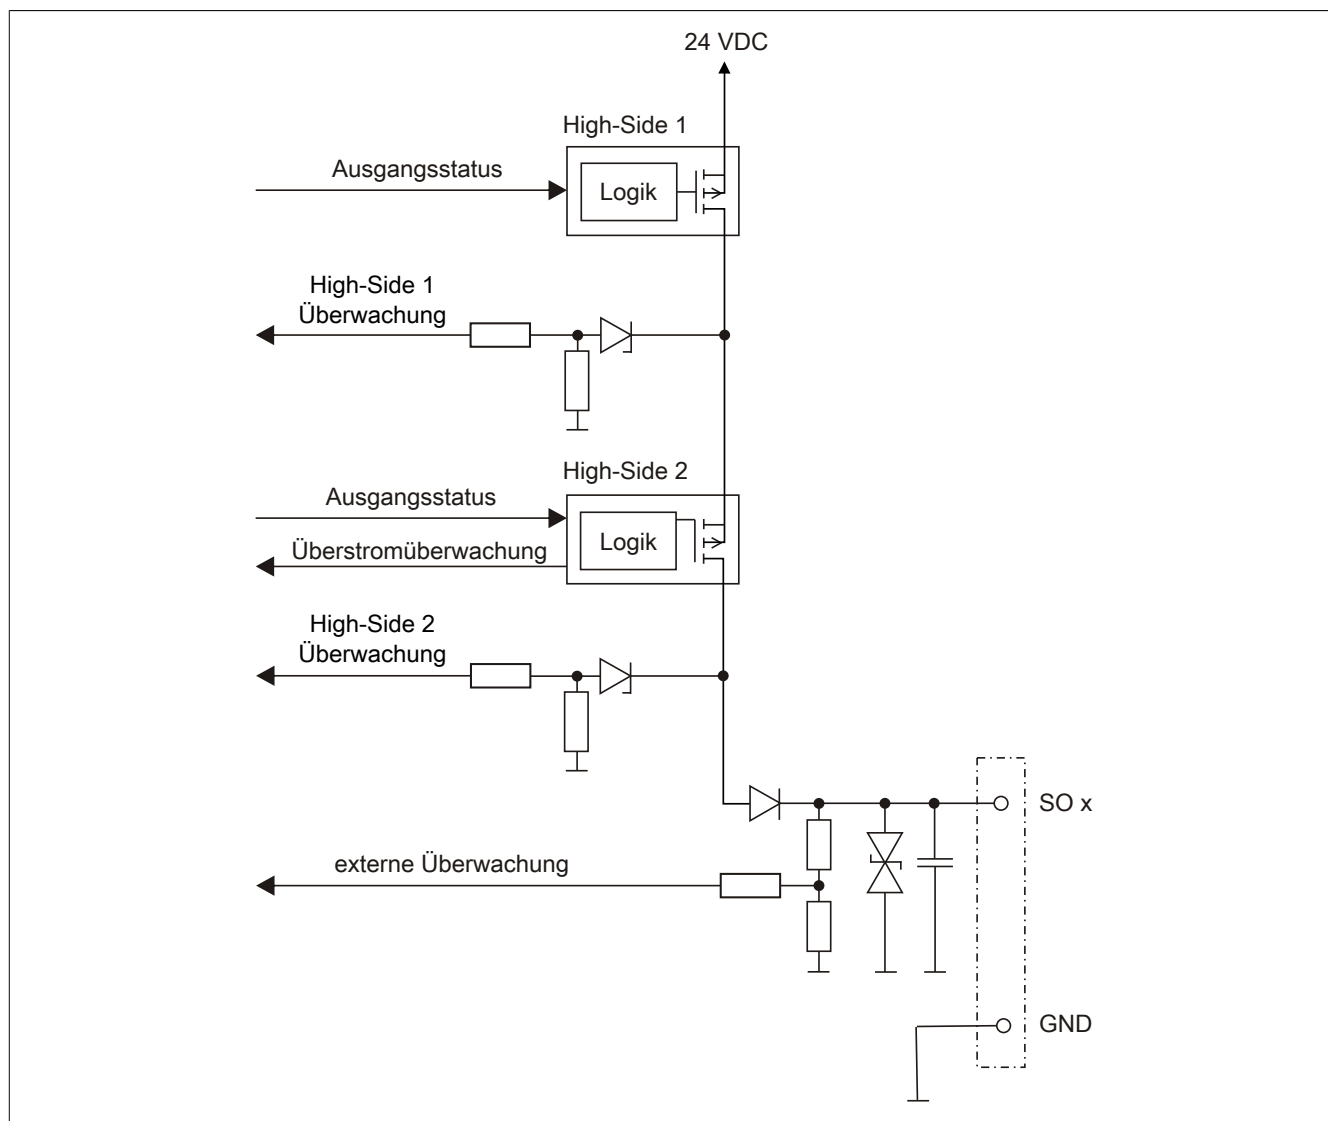 24 VDC
High-Side 1
Ausgangsstatus
Logik
High-Side 1
Überwachung
High-Side 2
Ausgangsstatus
Logik
Überstromüberwachung
High-Side 2
Überwachung
SO x
externe Überwachung
GND